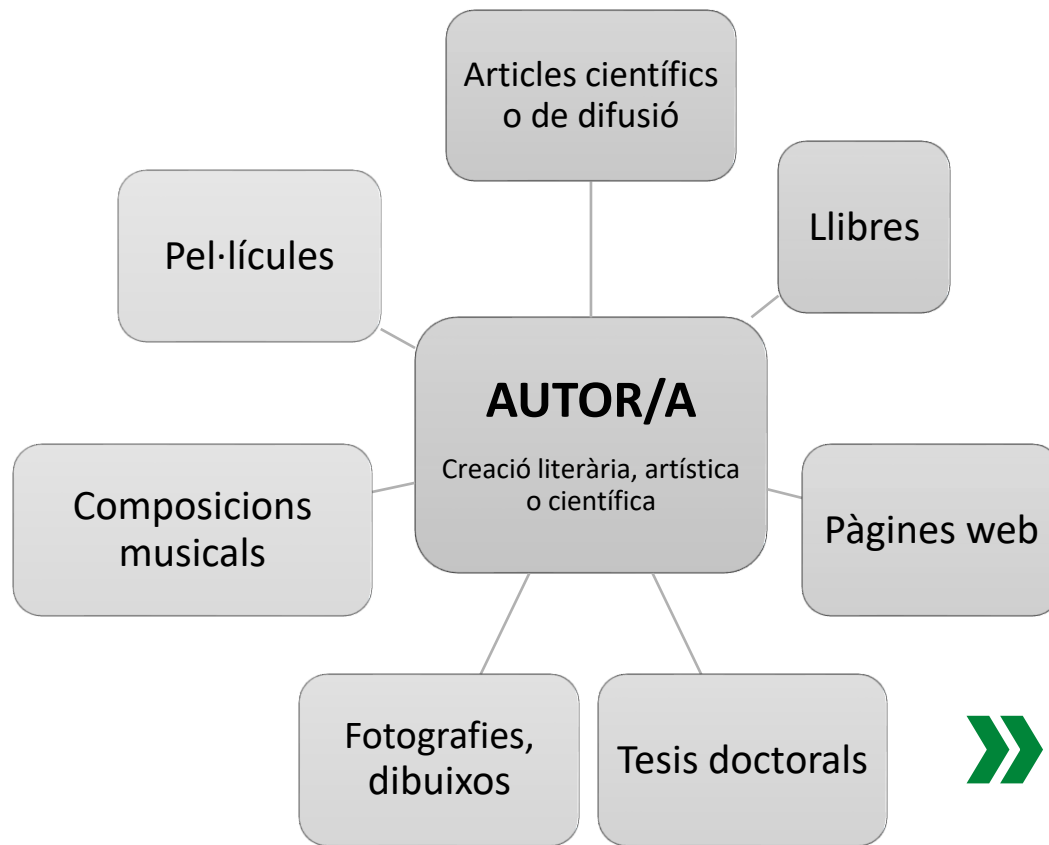 Articles científics
o de difusió
Llibres
Pel·lícules
AUTOR/A
Creació literària, artística
o científica
Pàgines web
Composicions
musicals
Fotografies,
dibuixos
Tesis doctorals